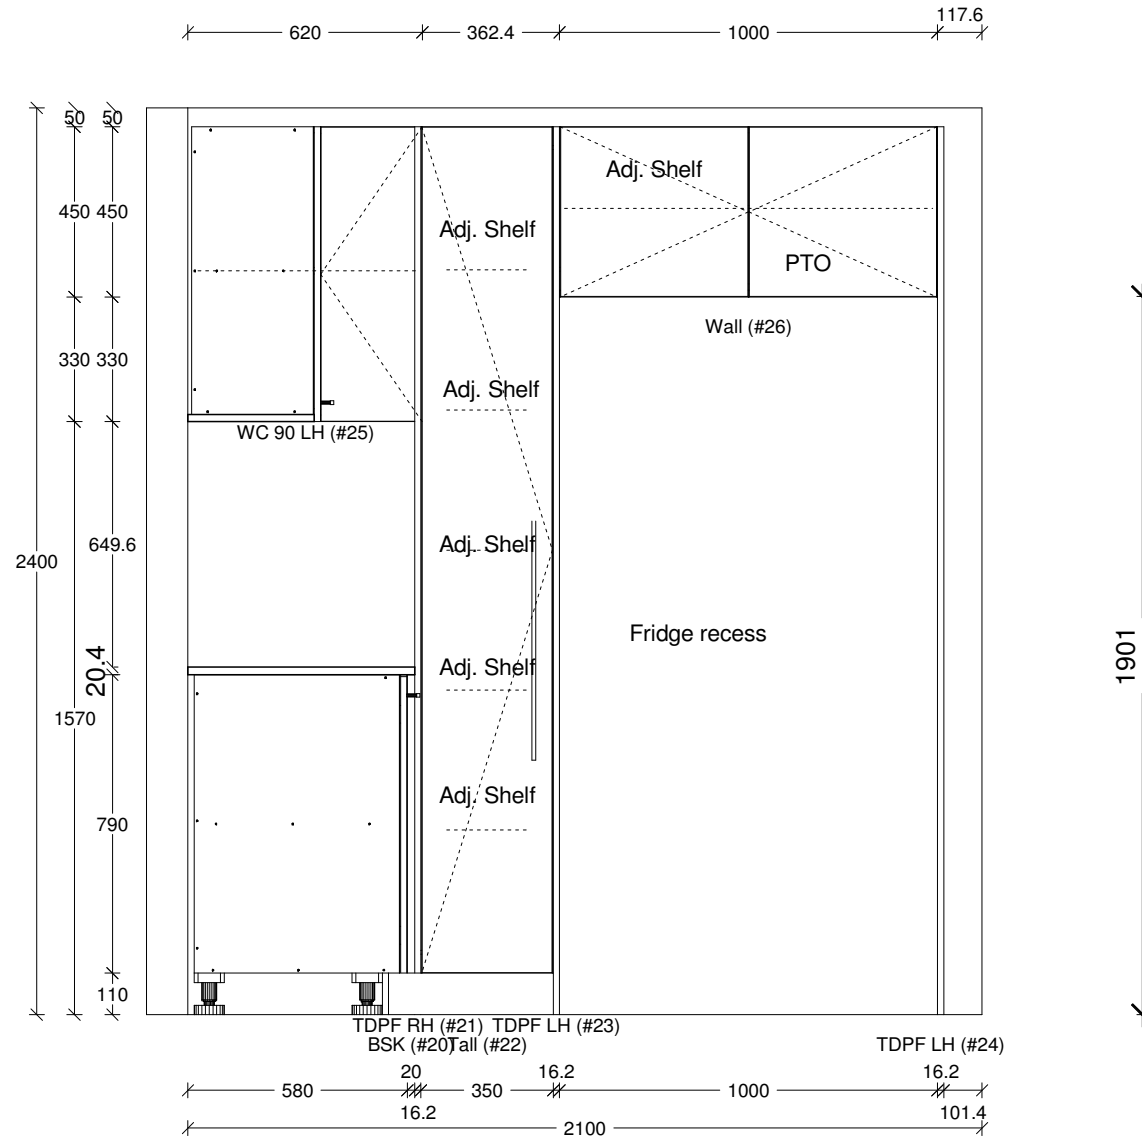 117.6
620 362.4 1000
50 50
450 450
Adj. Shelf
Adj. Shelf
PTO
Wall (#26)
330 330
Adj. Shelf
WC 90 LH (#25)
2400
649.6
Adj. Shelf
Fridge recess
1901
20.4
Adj. Shelf
1570
Adj. Shelf
790
110
TDPF RH (#21) TDPF LH (#23)
BSK (#20) Tall (#22) TDPF LH (#24)
20 16.2 16.2
580 350 1000
16.2 101.4
2100